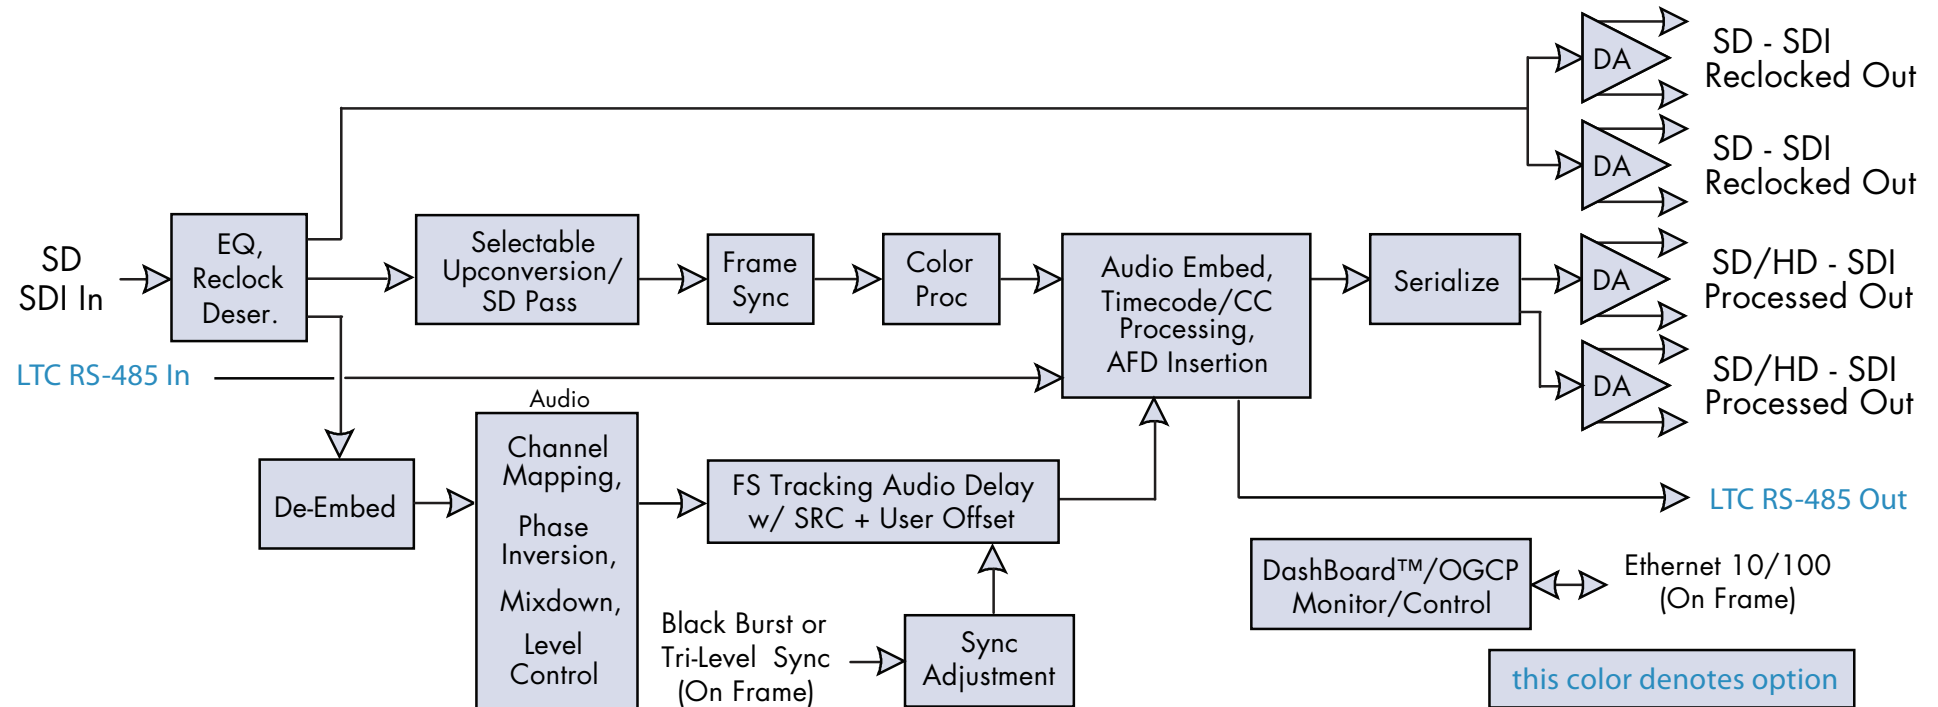 SD - SDI
Reclocked Out
DA
SD - SDI
Reclocked Out
DA
SD
SDI In
EQ,
Reclock
Deser.
Selectable
Upconversion/
SD Pass
Frame
Sync
Color
Proc
Audio Embed,
Timecode/CC
Processing,
AFD Insertion
Serialize
DA
SD/HD - SDI
Processed Out
DA
SD/HD - SDI
Processed Out
LTC RS-485 In
Audio
De-Embed
Channel
Mapping,
Phase
Inversion,
Mixdown,
Level
Control
FS Tracking Audio Delay
w/ SRC + User Offset
LTC RS-485 Out
Black Burst or
Tri-Level Sync
(On Frame)
Sync
Adjustment
DashBoard™/OGCP
Monitor/Control
Ethernet 10/100
(On Frame)
this color denotes option